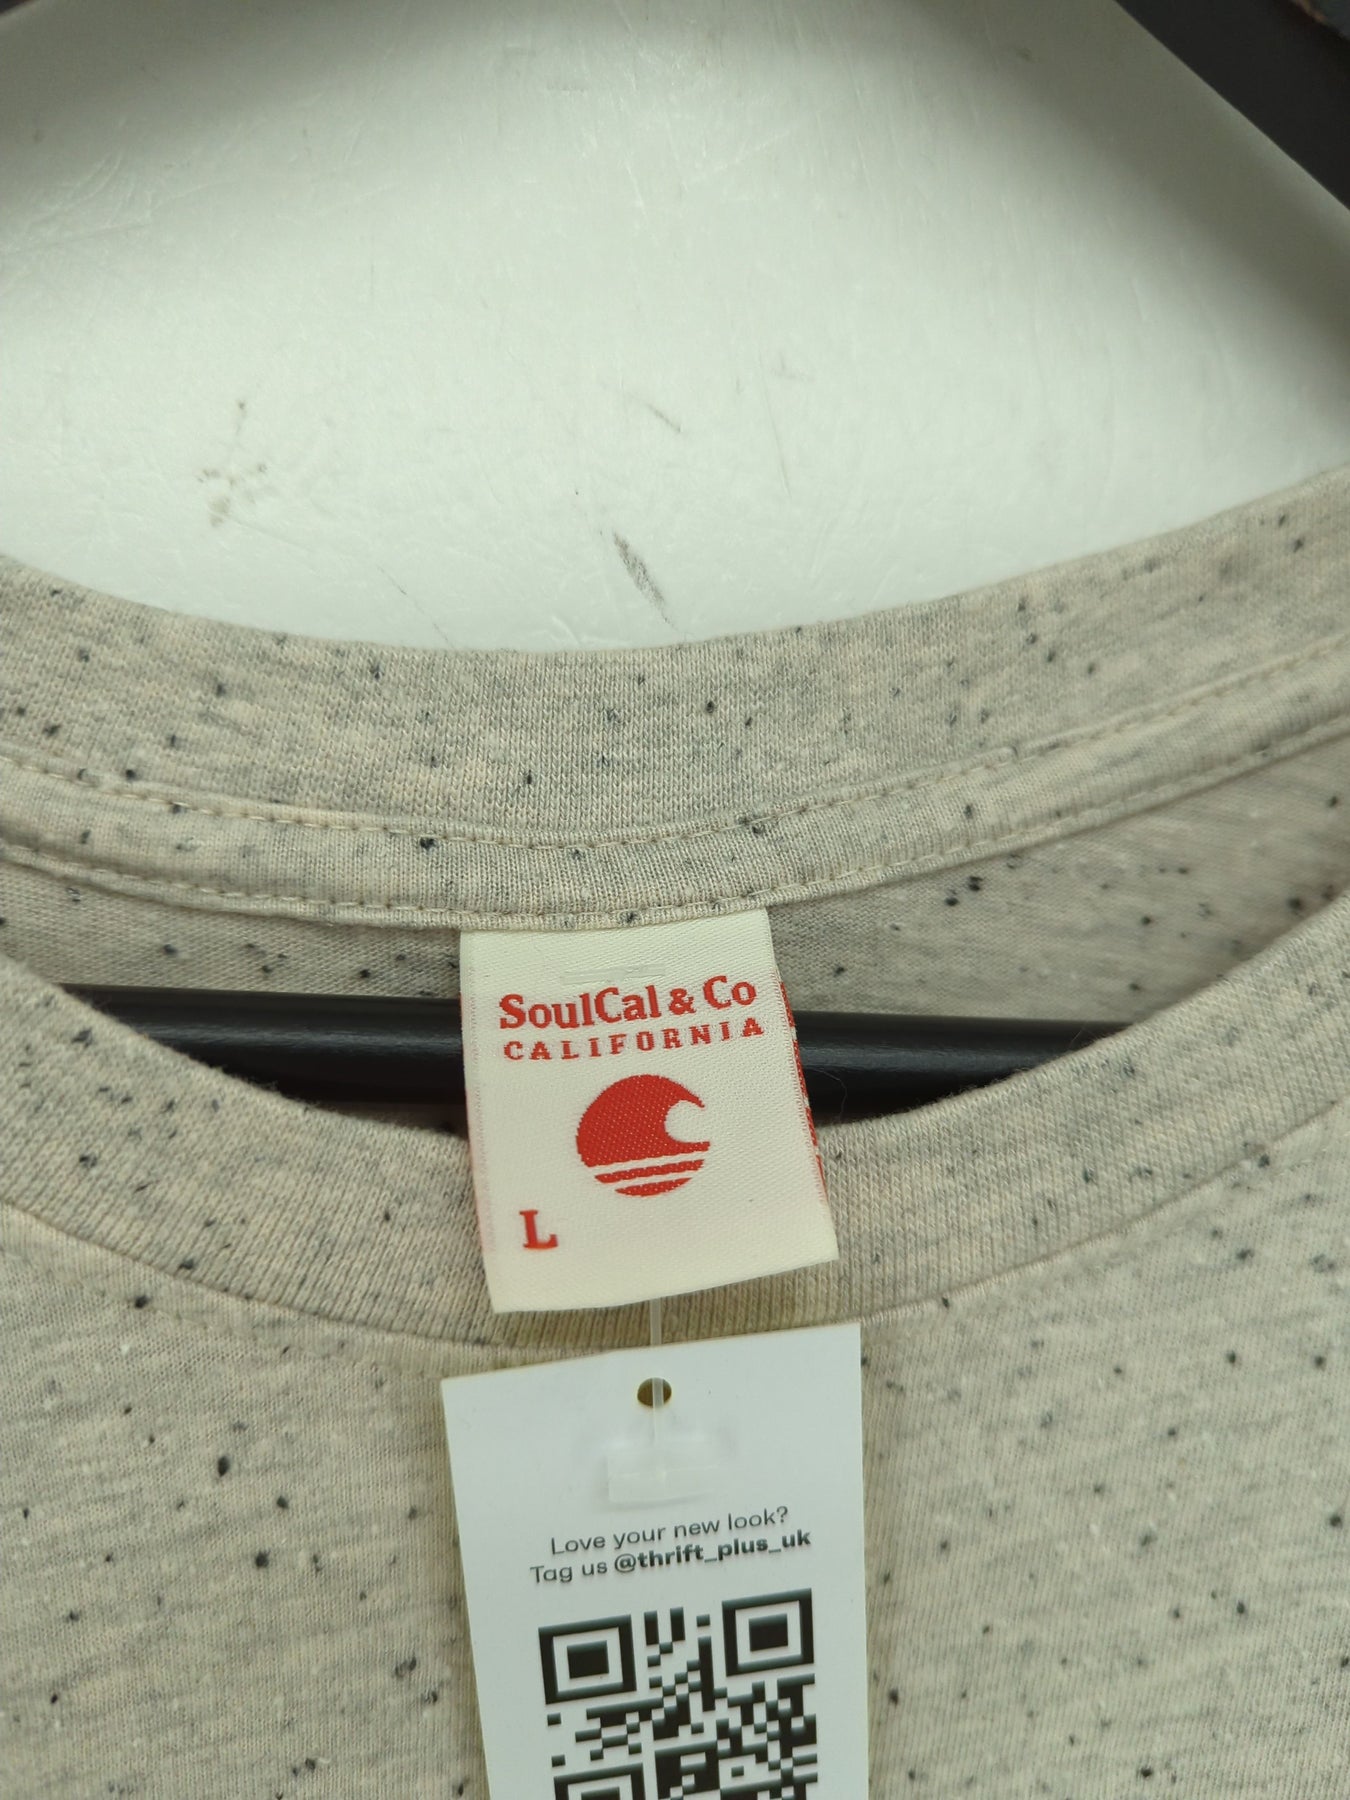 SoulCal & Co
CALIFORNIA
L
Love your new look?
Tag us @thrift_plus_uk